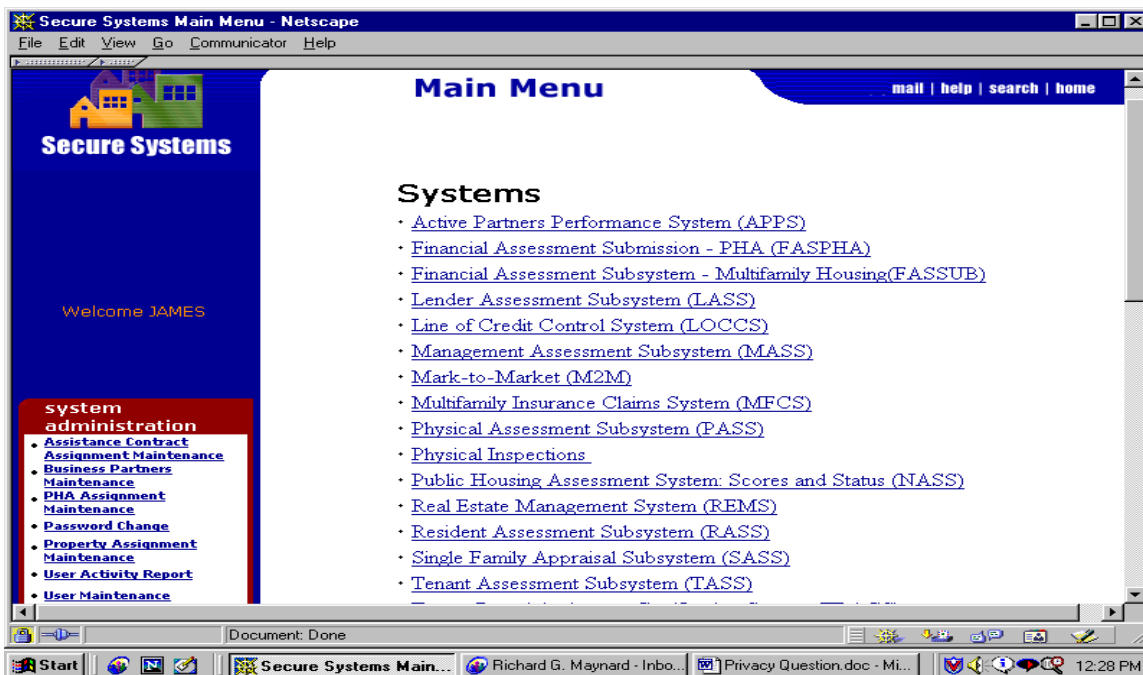 Secure Systems Main Menu - Netscape
File Edit View Go Communicator Help
Main Menu
mail | help | search | home
Secure Systems
Welcome JAMES
system
administration
Assistance Contract
Assignment Maintenance
Business Partners
Maintenance
PHA Assignment
Maintenance
Password Change
Property Assignment
Maintenance
User Activity Report
User Maintenance
Systems
· Active Partners Performance System (APPS)
· Financial Assessment Submission - PHA (FASPHA)
· Financial Assessment Subsystem - Multifamily Housing(FASSUB)
· Lender Assessment Subsystem (LASS)
· Line of Credit Control System (LOCCS)
· Management Assessment Subsystem (MASS)
· Mark-to-Market (M2M)
· Multifamily Insurance Claims System (MFCS)
· Physical Assessment Subsystem (PASS)
· Physical Inspections
· Public Housing Assessment System: Scores and Status (NASS)
· Real Estate Management System (REMS)
· Resident Assessment Subsystem (RASS)
· Single Family Appraisal Subsystem (SASS)
· Tenant Assessment Subsystem (TASS)
Document: Done
Start
Secure Systems Main...
Richard G. Maynard - Inbo...
Privacy Question.doc - Mi...
12:28 PM